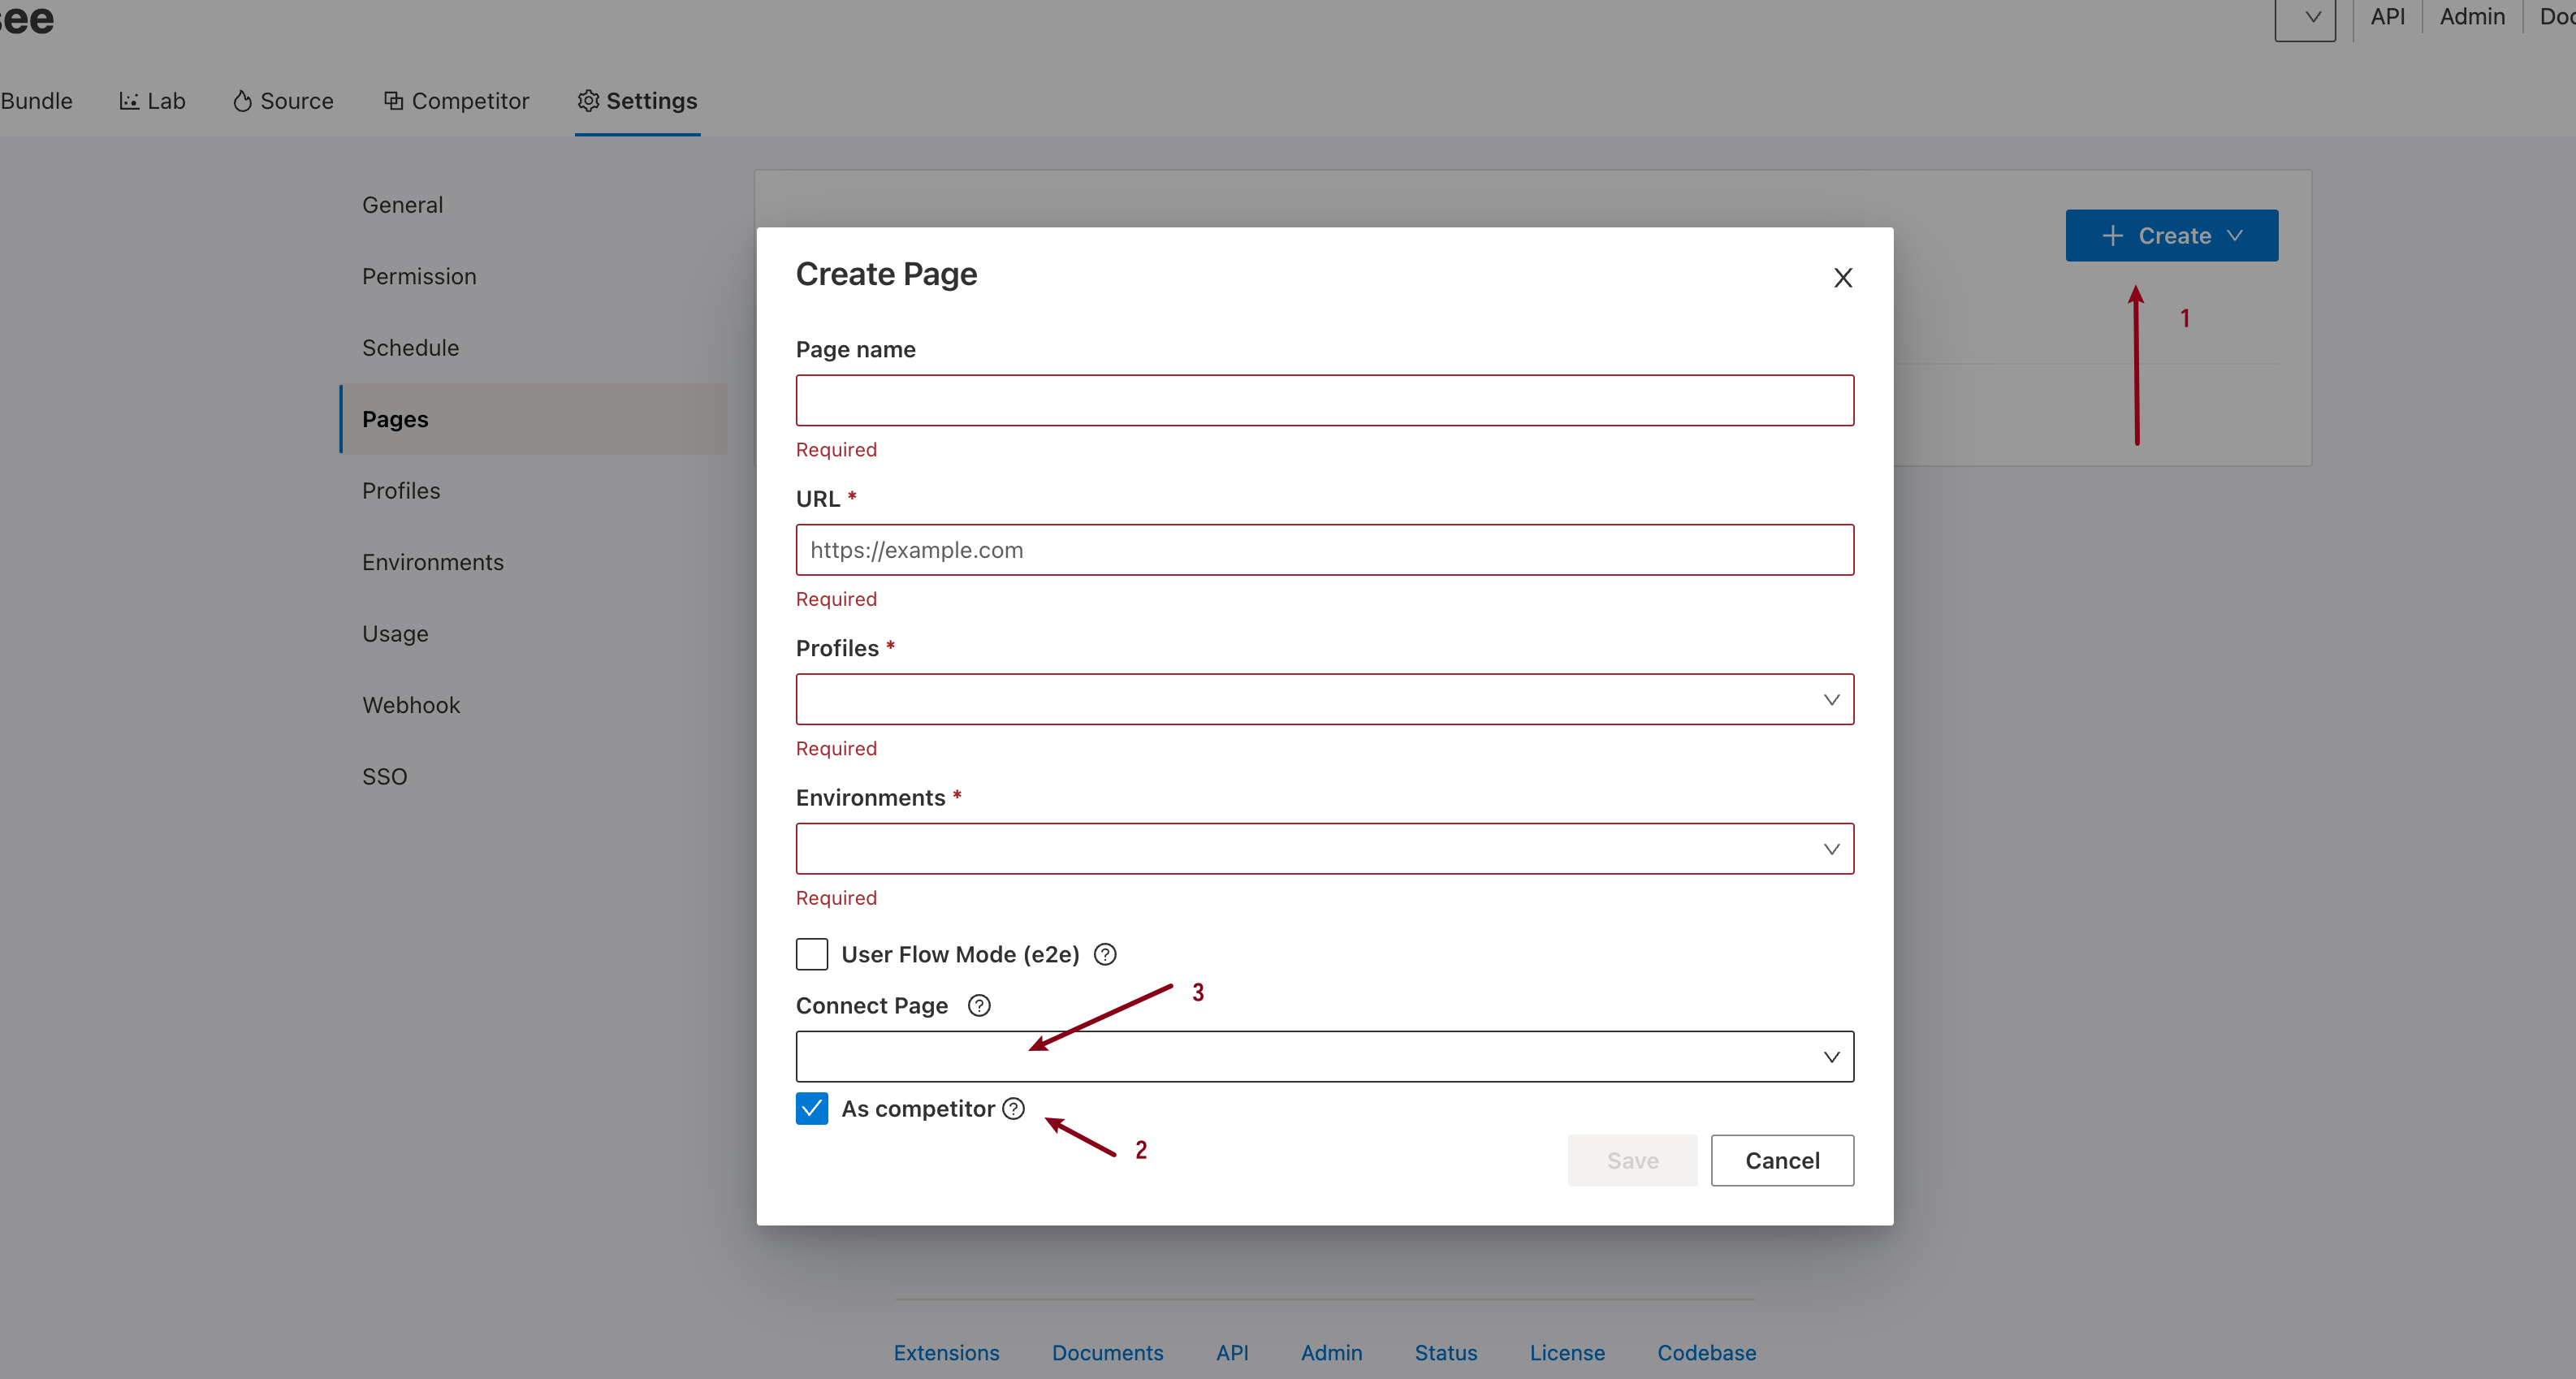 see
API
Admin
Doc
Bundle
Lab
Source
Competitor
Settings
General
Permission
Schedule
Pages
Profiles
Environments
Usage
Webhook
SSO
Create
1
Create Page
Page name
Required
URL *
https://example.com
Required
Profiles *
Required
Environments *
Required
User Flow Mode (e2e)
3
Connect Page
As competitor
2
Save
Cancel
Extensions
Documents
API
Admin
Status
License
Codebase